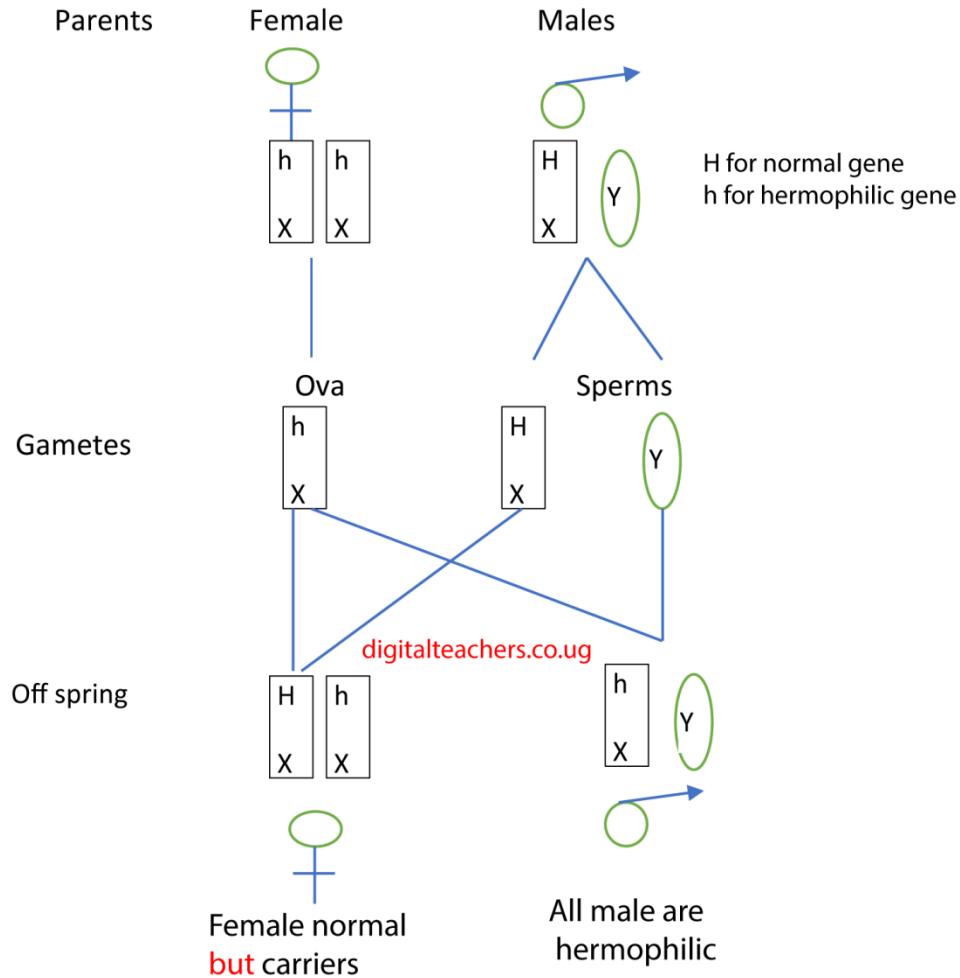 Parents Female Males
h h H
Y
X X X
H for normal gene
h for hermophilic gene
Ova Sperms
h H
Gametes Y
X X
digitalteachers.co.ug
Off spring
H h h
Y
X X X
Female normal
but carriers
All male are
hermophilic